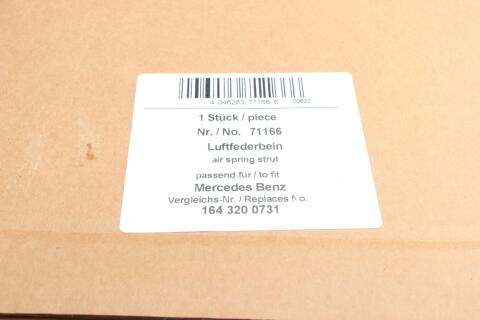 4 046283 71166 6 20622
1 Stück / piece
Nr. / No. 71166
Luftfederbein
air spring strut
passend für / to fit
Mercedes Benz
Vergleichs-Nr. / Replaces No.
164 320 0731